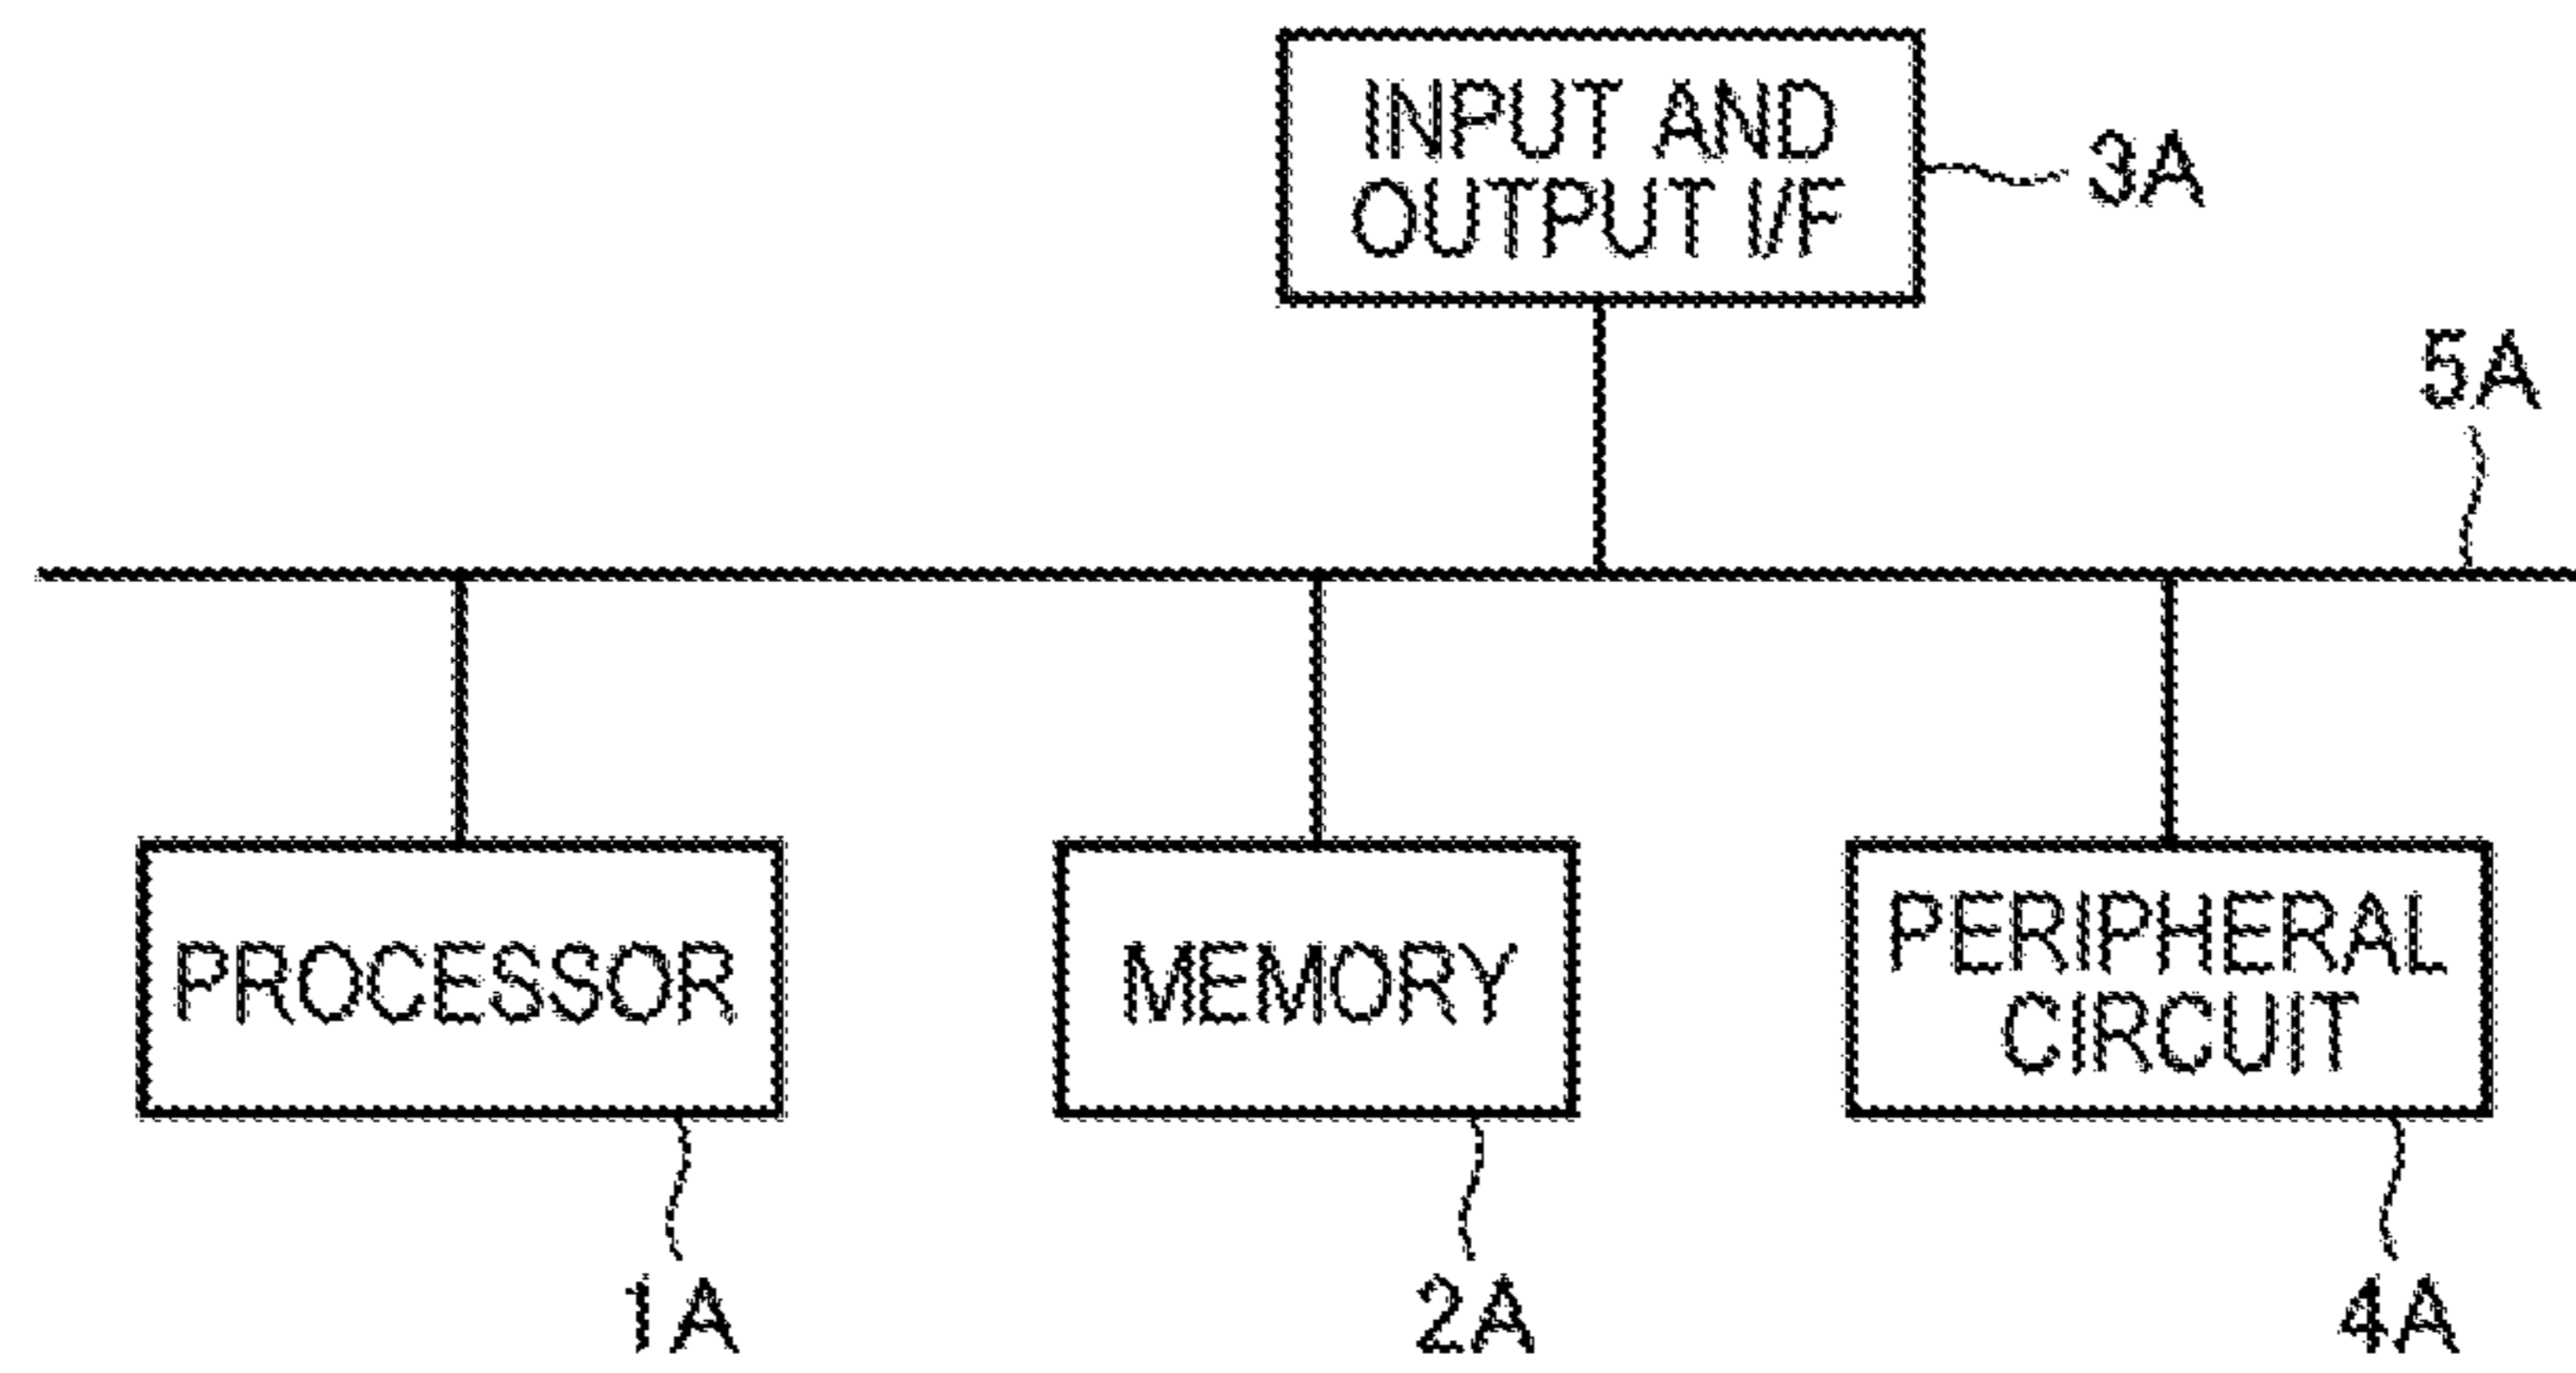 INPUT AND
OUTPUT I/F
3A
5A
PROCESSOR
MEMORY
PERIPHERAL
CIRCUIT
1A
2A
4A